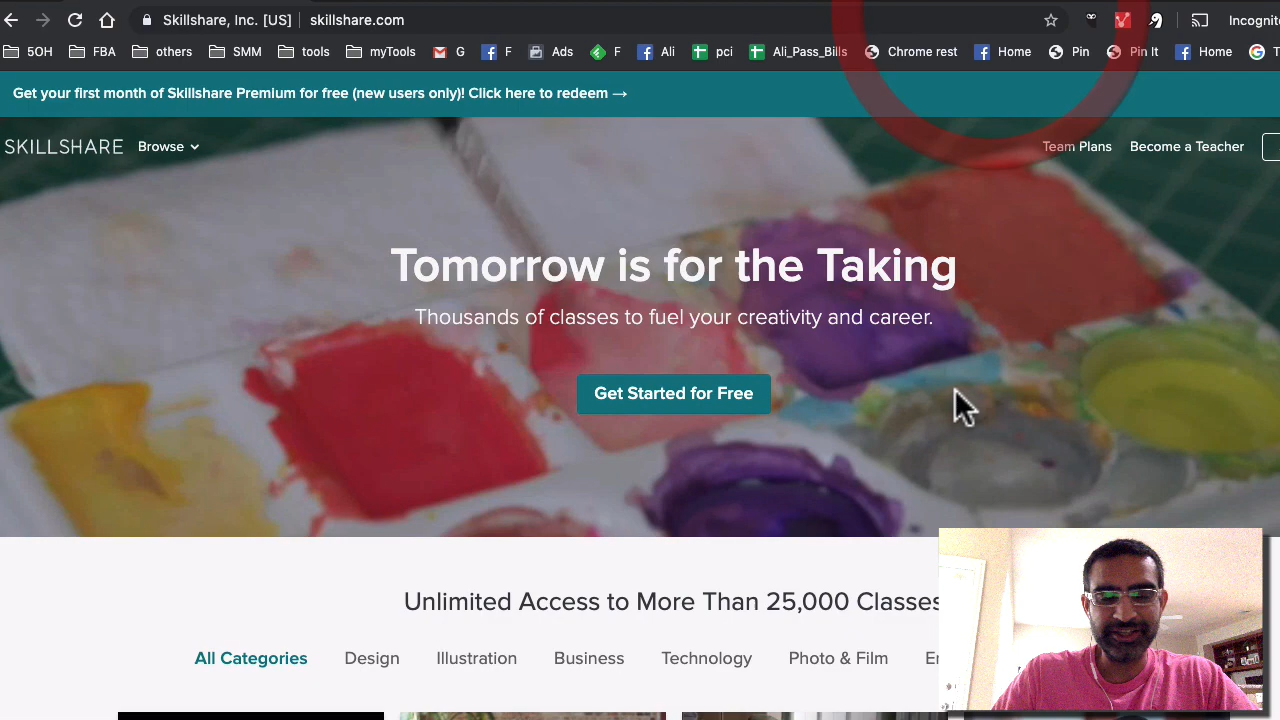 Skillshare, Inc. [US] skillshare.com Incognito
5OH FBA others SMM tools myTools G F Ads F Ali pci Ali_Pass_Bills Chrome rest Home Pin Pin It Home
Get your first month of Skillshare Premium for free (new users only)! Click here to redeem →
SKILLSHARE Browse Team Plans Become a Teacher
Tomorrow is for the Taking
Thousands of classes to fuel your creativity and career.
Get Started for Free
Unlimited Access to More Than 25,000 Classes
All Categories Design Illustration Business Technology Photo & Film